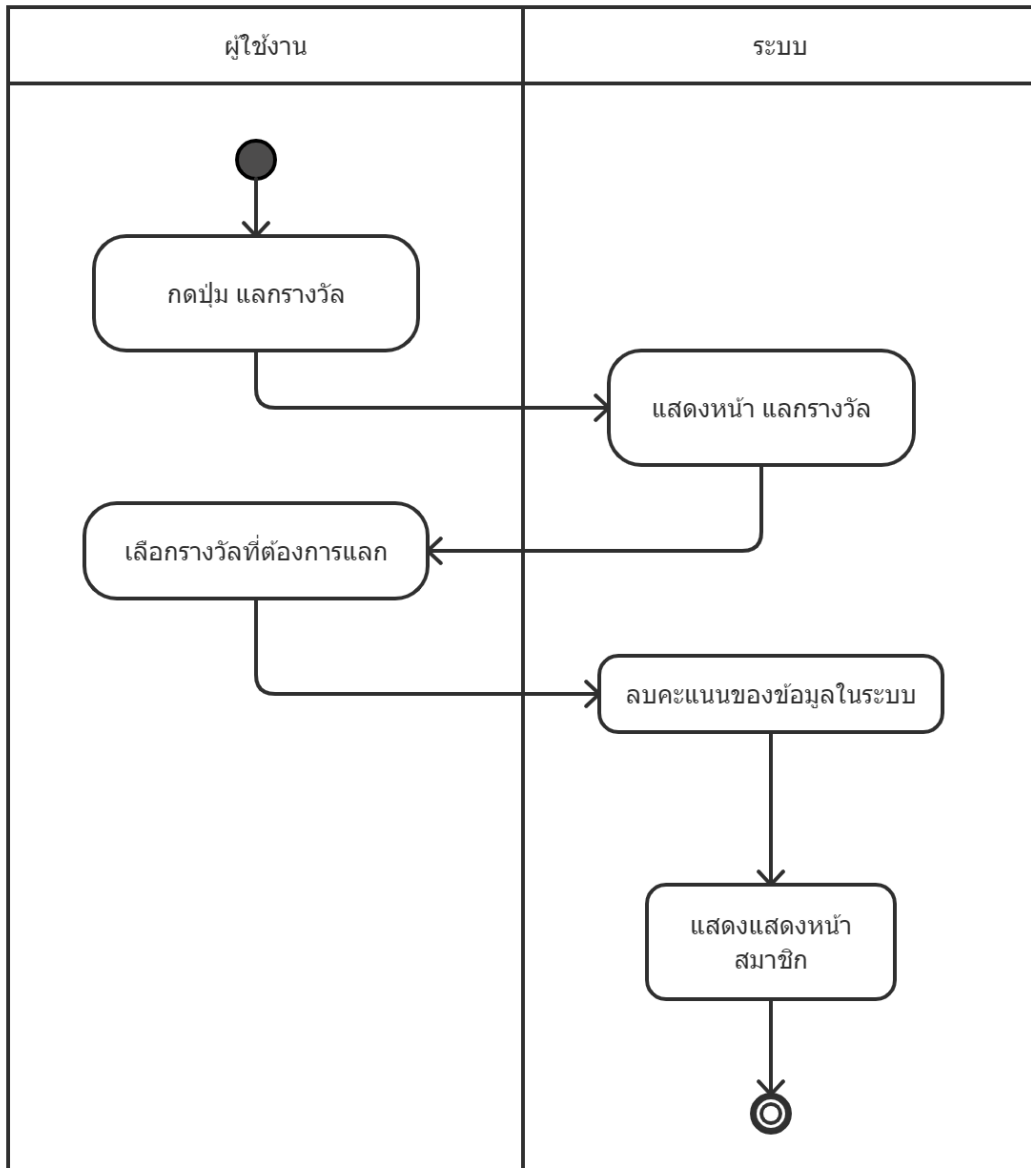 ผู้ใช้งาน
ระบบ
กดปุ่ม แลกรางวัล
แสดงหน้า แลกรางวัล
เลือกรางวัลที่ต้องการแลก
ลบคะแนนของข้อมูลในระบบ
แสดงแสดงหน้า
สมาชิก